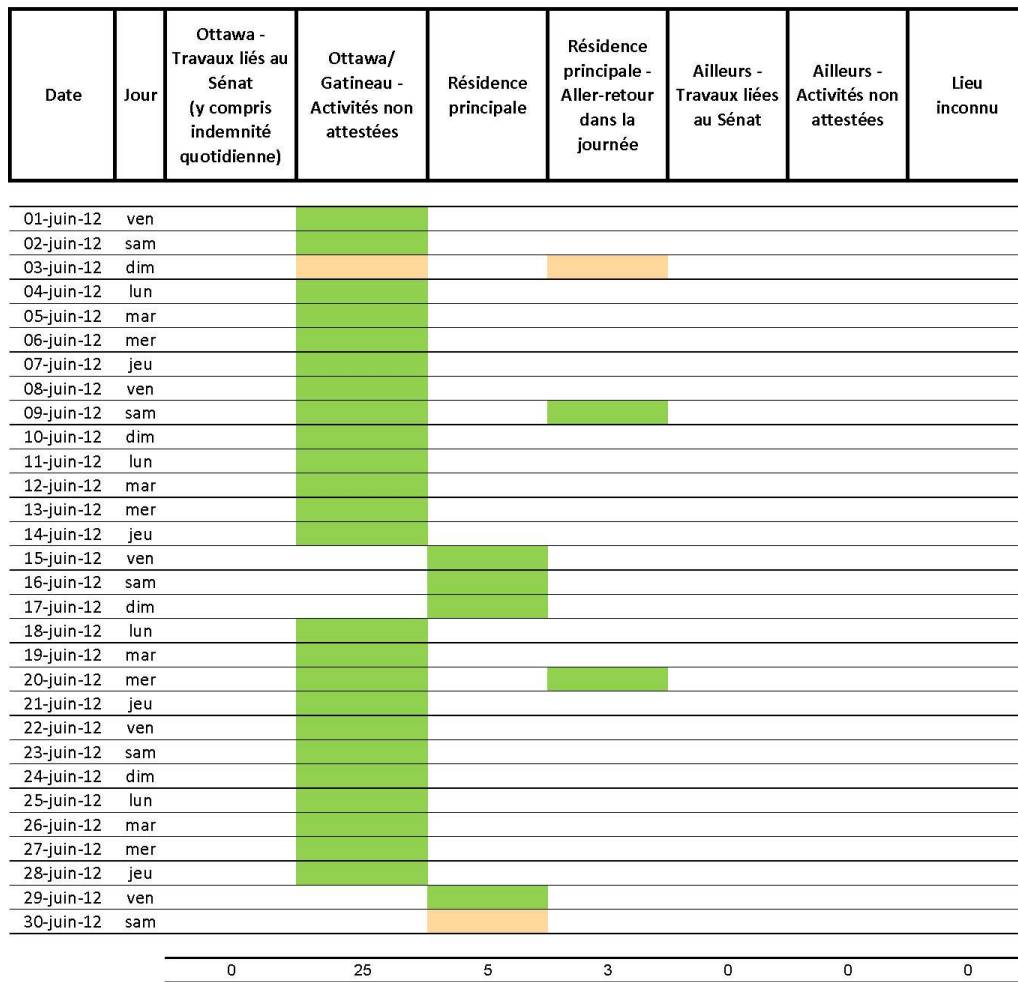 Date
Jour
Ottawa -
Travaux liés au
Sénat
(y compris
indemnité
quotidienne)
Ottawa/
Gatineau -
Activités non
attestées
Résidence
principale
Résidence
principale -
Aller-retour
dans la
journée
Ailleurs -
Travaux liées
au Sénat
Ailleurs -
Activités non
attestées
Lieu
inconnu
01-juin-12 ven
02-juin-12 sam
03-juin-12 dim
04-juin-12 lun
05-juin-12 mar
06-juin-12 mer
07-juin-12 jeu
08-juin-12 ven
09-juin-12 sam
10-juin-12 dim
11-juin-12 lun
12-juin-12 mar
13-juin-12 mer
14-juin-12 jeu
15-juin-12 ven
16-juin-12 sam
17-juin-12 dim
18-juin-12 lun
19-juin-12 mar
20-juin-12 mer
21-juin-12 jeu
22-juin-12 ven
23-juin-12 sam
24-juin-12 dim
25-juin-12 lun
26-juin-12 mar
27-juin-12 mer
28-juin-12 jeu
29-juin-12 ven
30-juin-12 sam
0 25 5 3 0 0 0